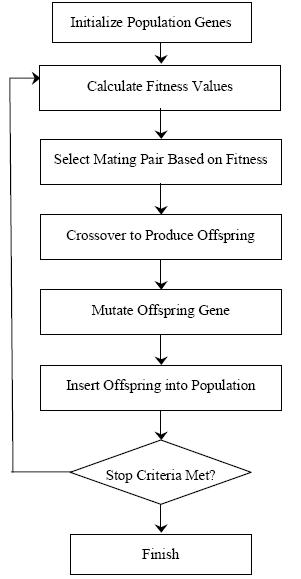 Initialize Population Genes
Calculate Fitness Values
Select Mating Pair Based on Fitness
Crossover to Produce Offspring
Mutate Offspring Gene
Insert Offspring into Population
Stop Criteria Met?
Finish